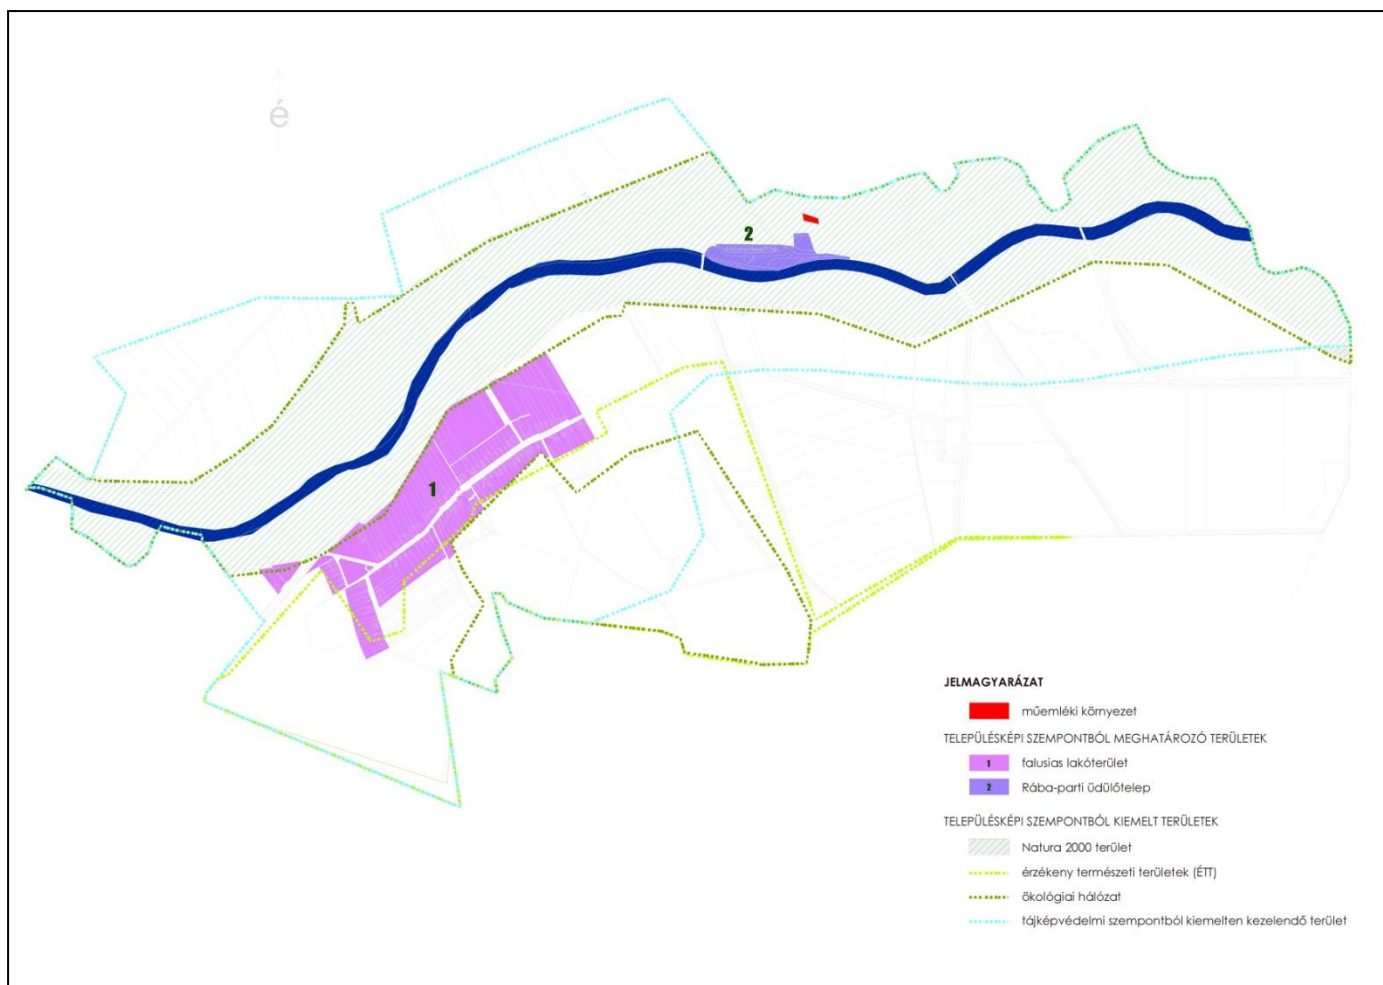 é
2
1
JELMAGYARÁZAT
műemléki környezet
TELEPÜLÉSKÉPI SZEMPONTBÓL MEGHATÁROZÓ TERÜLETEK
1 falusias lakóterület
2 Rába-parti üdülőtelep
TELEPÜLÉSKÉPI SZEMPONTBÓL KIEMELT TERÜLETEK
Natura 2000 terület
érzékeny természeti területek (ÉTT)
ökológiai hálózat
tájképvédelmi szempontból kiemelten kezelendő terület